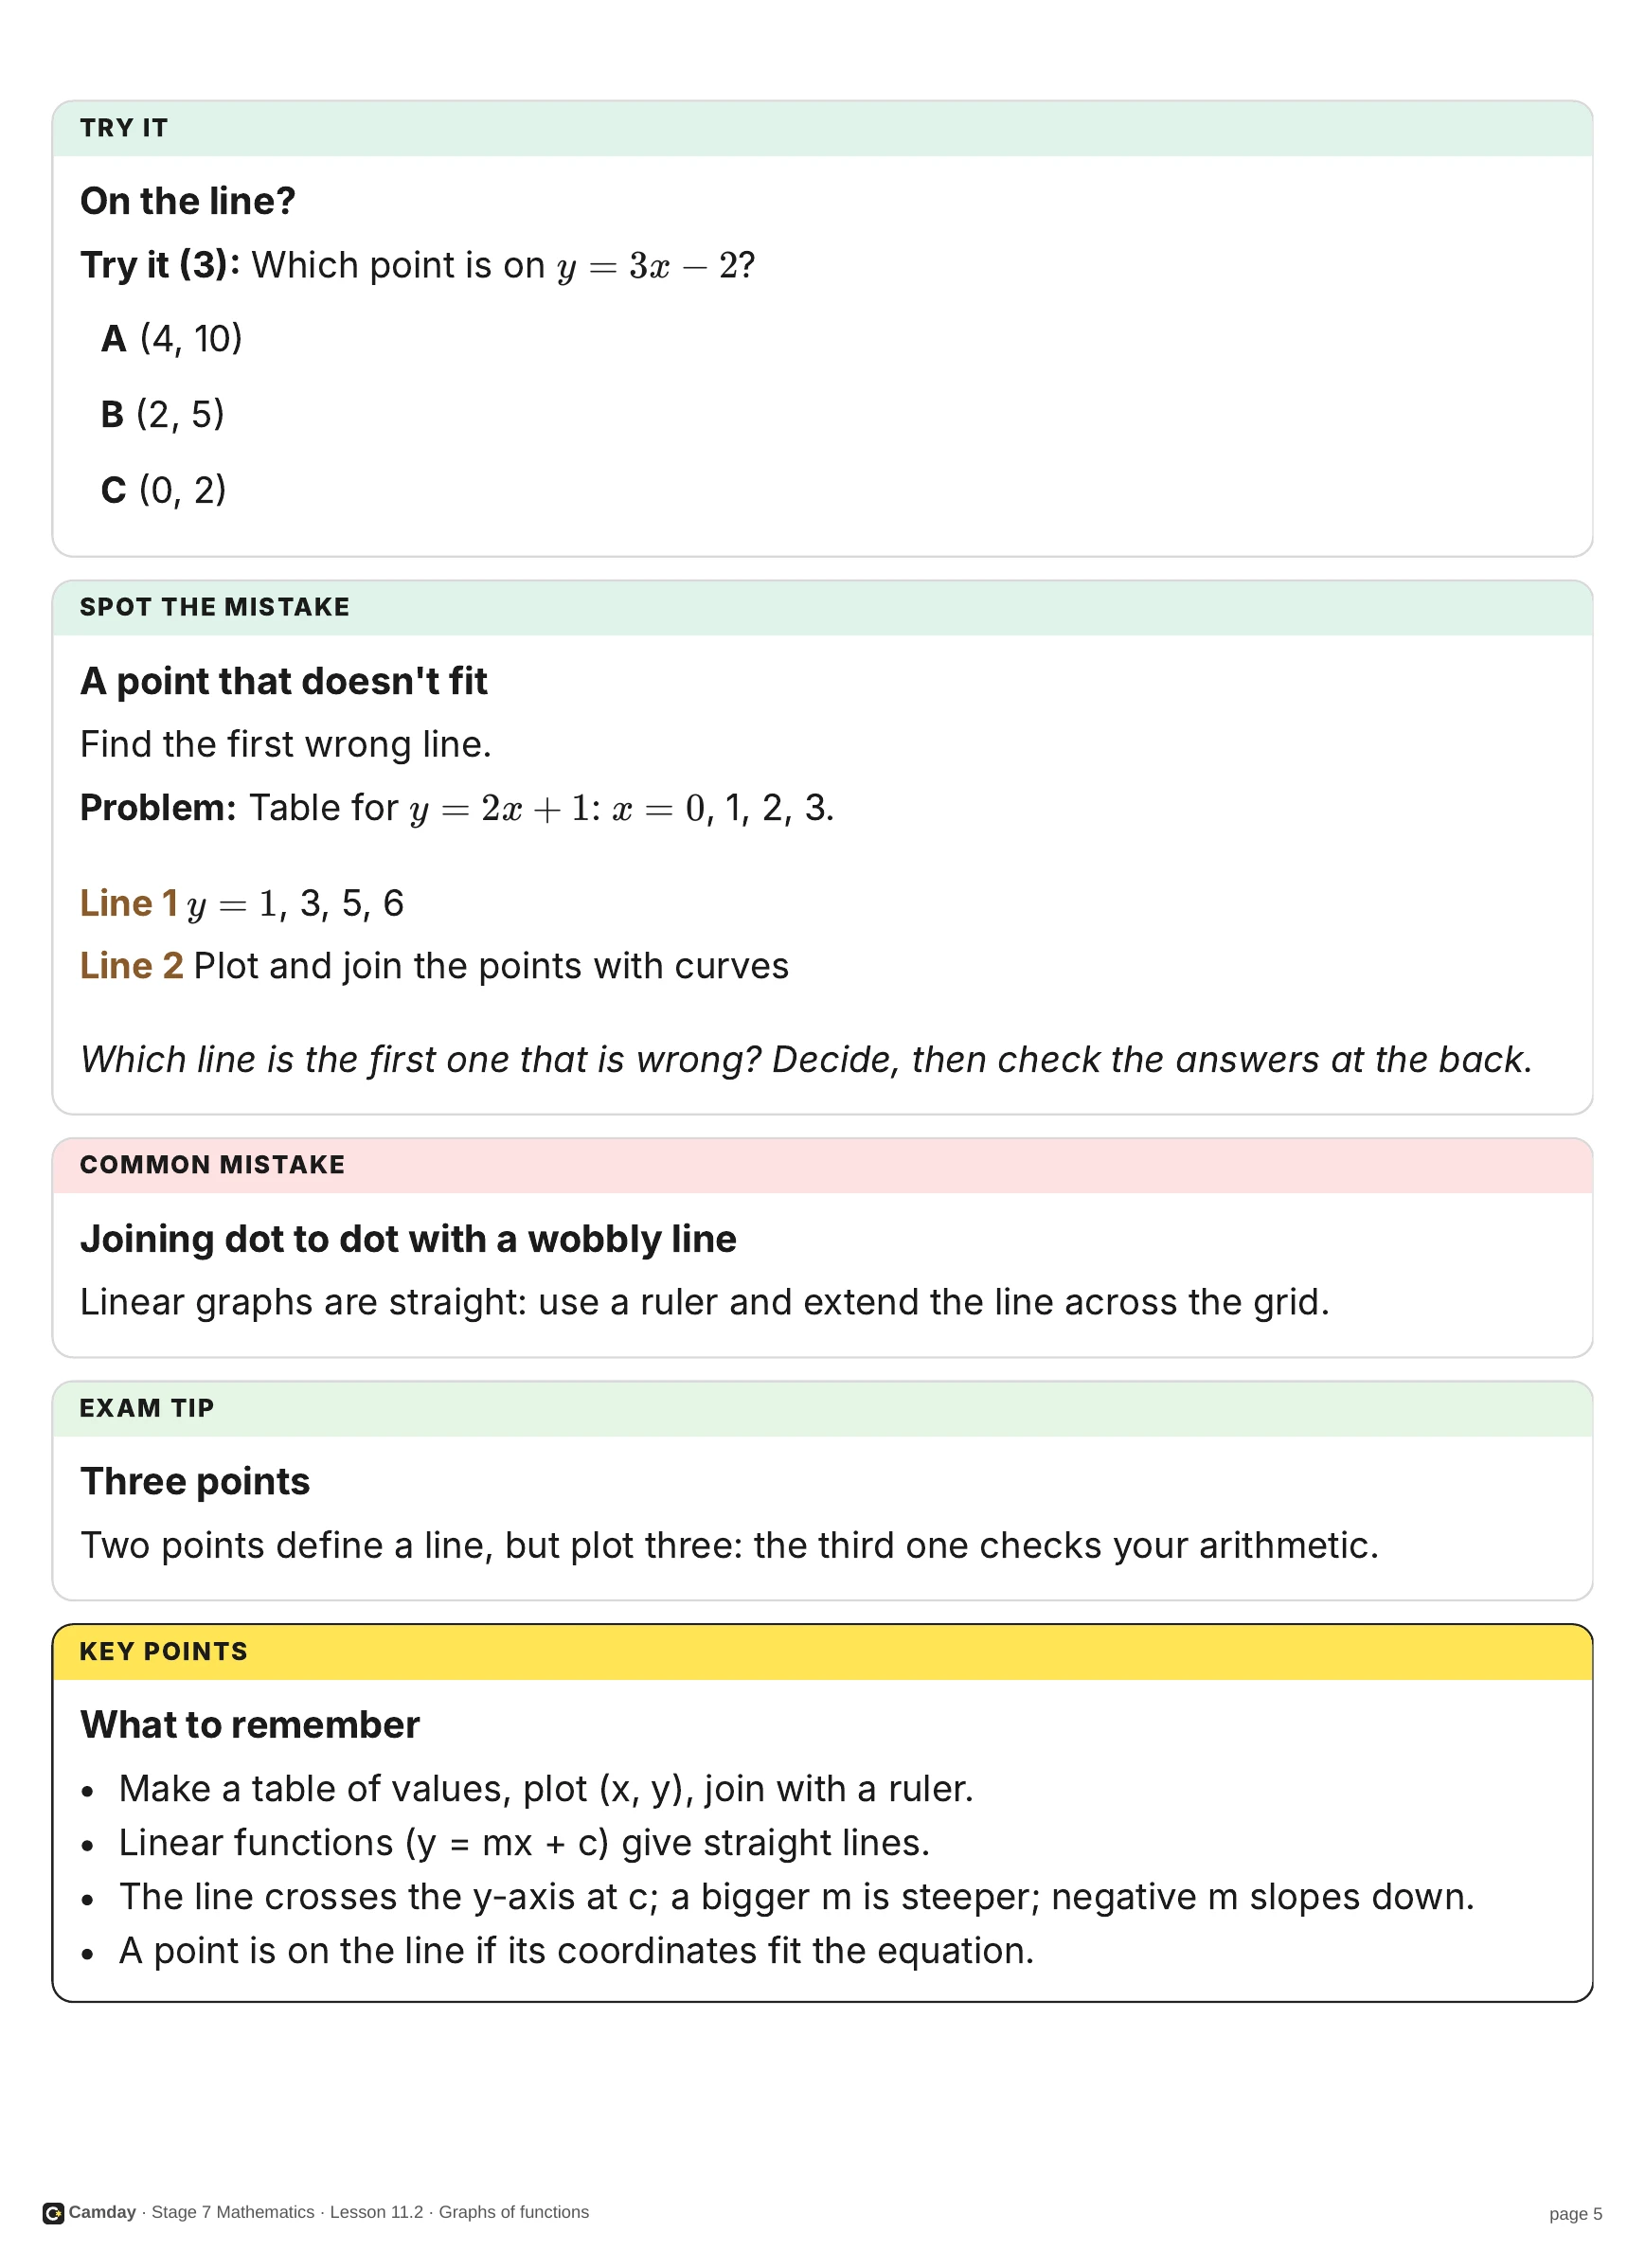 TRY IT
On the line?
Try it (3): Which point is on y = 3x − 2?
A (4, 10)
B (2, 5)
C (0, 2)
SPOT THE MISTAKE
A point that doesn't fit
Find the first wrong line.
Problem: Table for y = 2x + 1: x = 0, 1, 2, 3.
Line 1 y = 1, 3, 5, 6
Line 2 Plot and join the points with curves
Which line is the first one that is wrong? Decide, then check the answers at the back.
COMMON MISTAKE
Joining dot to dot with a wobbly line
Linear graphs are straight: use a ruler and extend the line across the grid.
EXAM TIP
Three points
Two points define a line, but plot three: the third one checks your arithmetic.
KEY POINTS
What to remember
• Make a table of values, plot (x, y), join with a ruler.
• Linear functions (y = mx + c) give straight lines.
• The line crosses the y-axis at c; a bigger m is steeper; negative m slopes down.
• A point is on the line if its coordinates fit the equation.
Camday · Stage 7 Mathematics · Lesson 11.2 · Graphs of functions
page 5